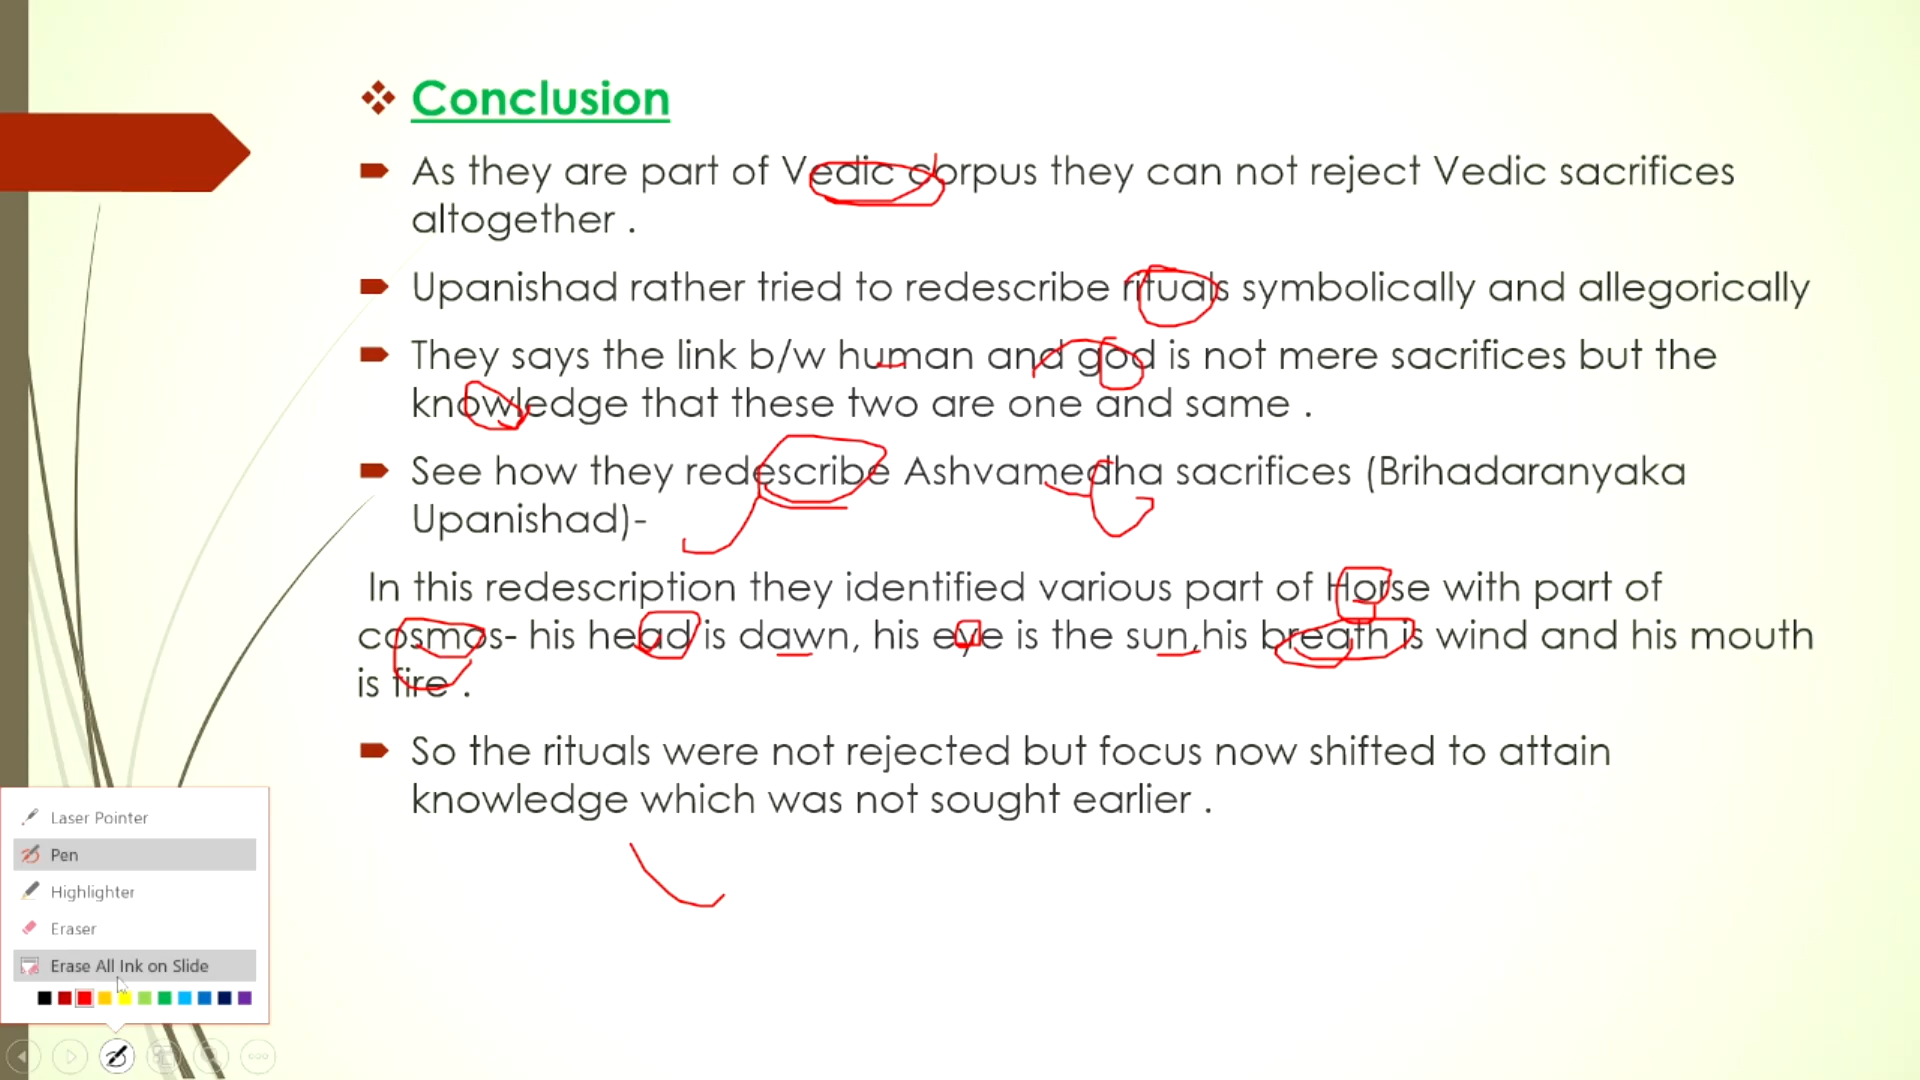 Conclusion
As they are part of Vedic corpus they can not reject Vedic sacrifices
altogether .
Upanishad rather tried to redescribe rituals symbolically and allegorically
They says the link b/w human and god is not mere sacrifices but the
knowledge that these two are one and same .
See how they redescribe Ashvamedha sacrifices (Brihadaranyaka
Upanishad)-
In this redescription they identified various part of Horse with part of
cosmos- his head is dawn, his eye is the sun,his breath is wind and his mouth
is fire .
So the rituals were not rejected but focus now shifted to attain
knowledge which was not sought earlier .
Laser Pointer
Pen
Highlighter
Eraser
Erase All Ink on Slide